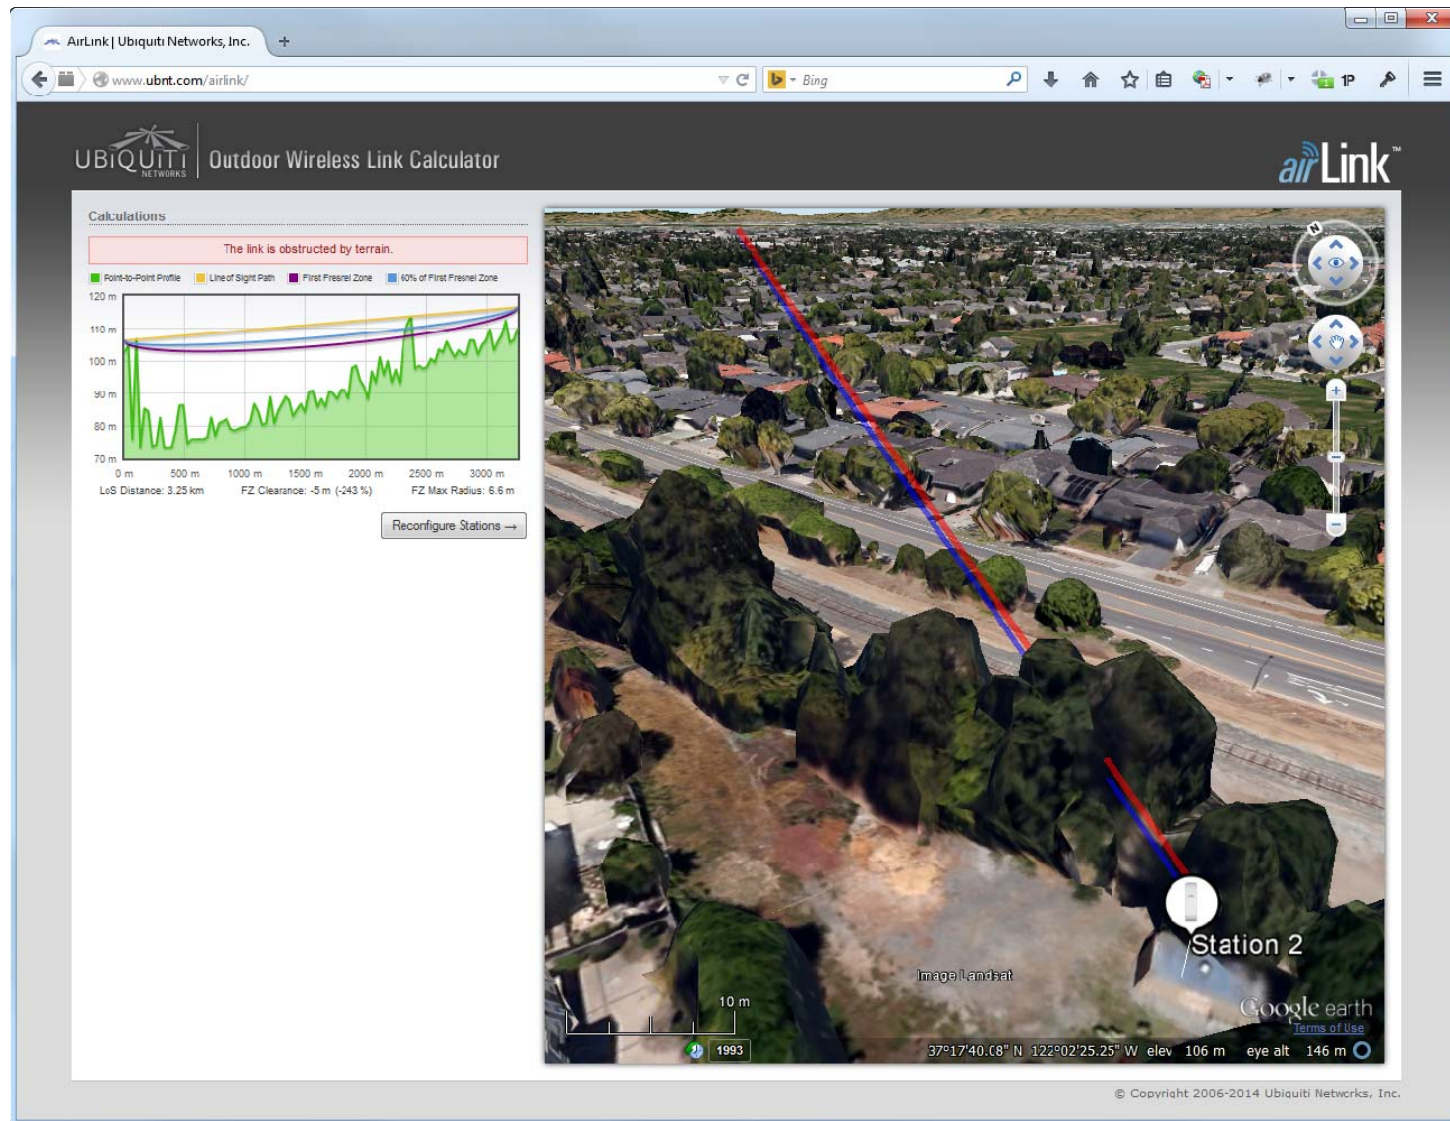 AirLink | Ubiquiti Networks, Inc.
www.ubnt.com/airlink/
Bing
1P
UBiQUiTi
NETWORKS
Outdoor Wireless Link Calculator
airLink™
Calculations
The link is obstructed by terrain.
Point-to-Point Profile
Line of Sight Path
First Fresnel Zone
60% of First Fresnel Zone
120 m
110 m
100 m
90 m
80 m
70 m
0 m
500 m
1000 m
1500 m
2000 m
2500 m
3000 m
LoS Distance: 3.25 km
FZ Clearance: -5 m (-243 %)
FZ Max Radius: 6.6 m
Reconfigure Stations →
N
Station 2
Image Landsat
10 m
Google earth
Terms of Use
1993
37°17'40.08" N 122°02'25.25" W elev 106 m eye alt 146 m
© Copyright 2006-2014 Ubiquiti Networks, Inc.